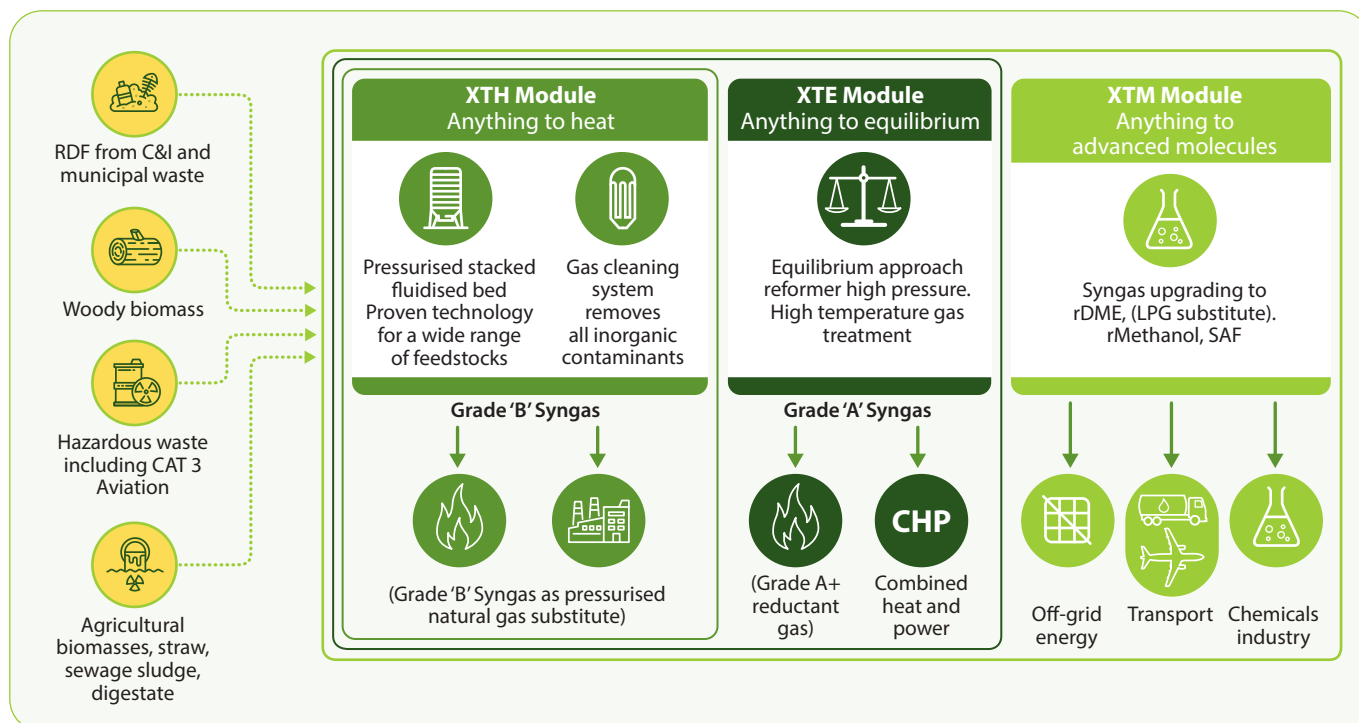 RDF from C&I and
municipal waste
Woody biomass
Hazardous waste
including CAT 3
Aviation
Agricultural
biomasses, straw,
sewage sludge,
digestate
XTH Module
Anything to heat
Pressurised stacked
fluidised bed
Proven technology
for a wide range
of feedstocks
Gas cleaning
system
removes
all inorganic
contaminants
Grade ‘B’ Syngas
(Grade ‘B’ Syngas as pressurised
natural gas substitute)
XTE Module
Anything to equilibrium
Equilibrium approach
reformer high pressure.
High temperature gas
treatment
Grade ‘A’ Syngas
(Grade A+
reductant
gas)
CHP
Combined
heat and
power
XTM Module
Anything to
advanced molecules
Syngas upgrading to
rDME, (LPG substitute).
rMethanol, SAF
Off-grid
energy
Transport
Chemicals
industry